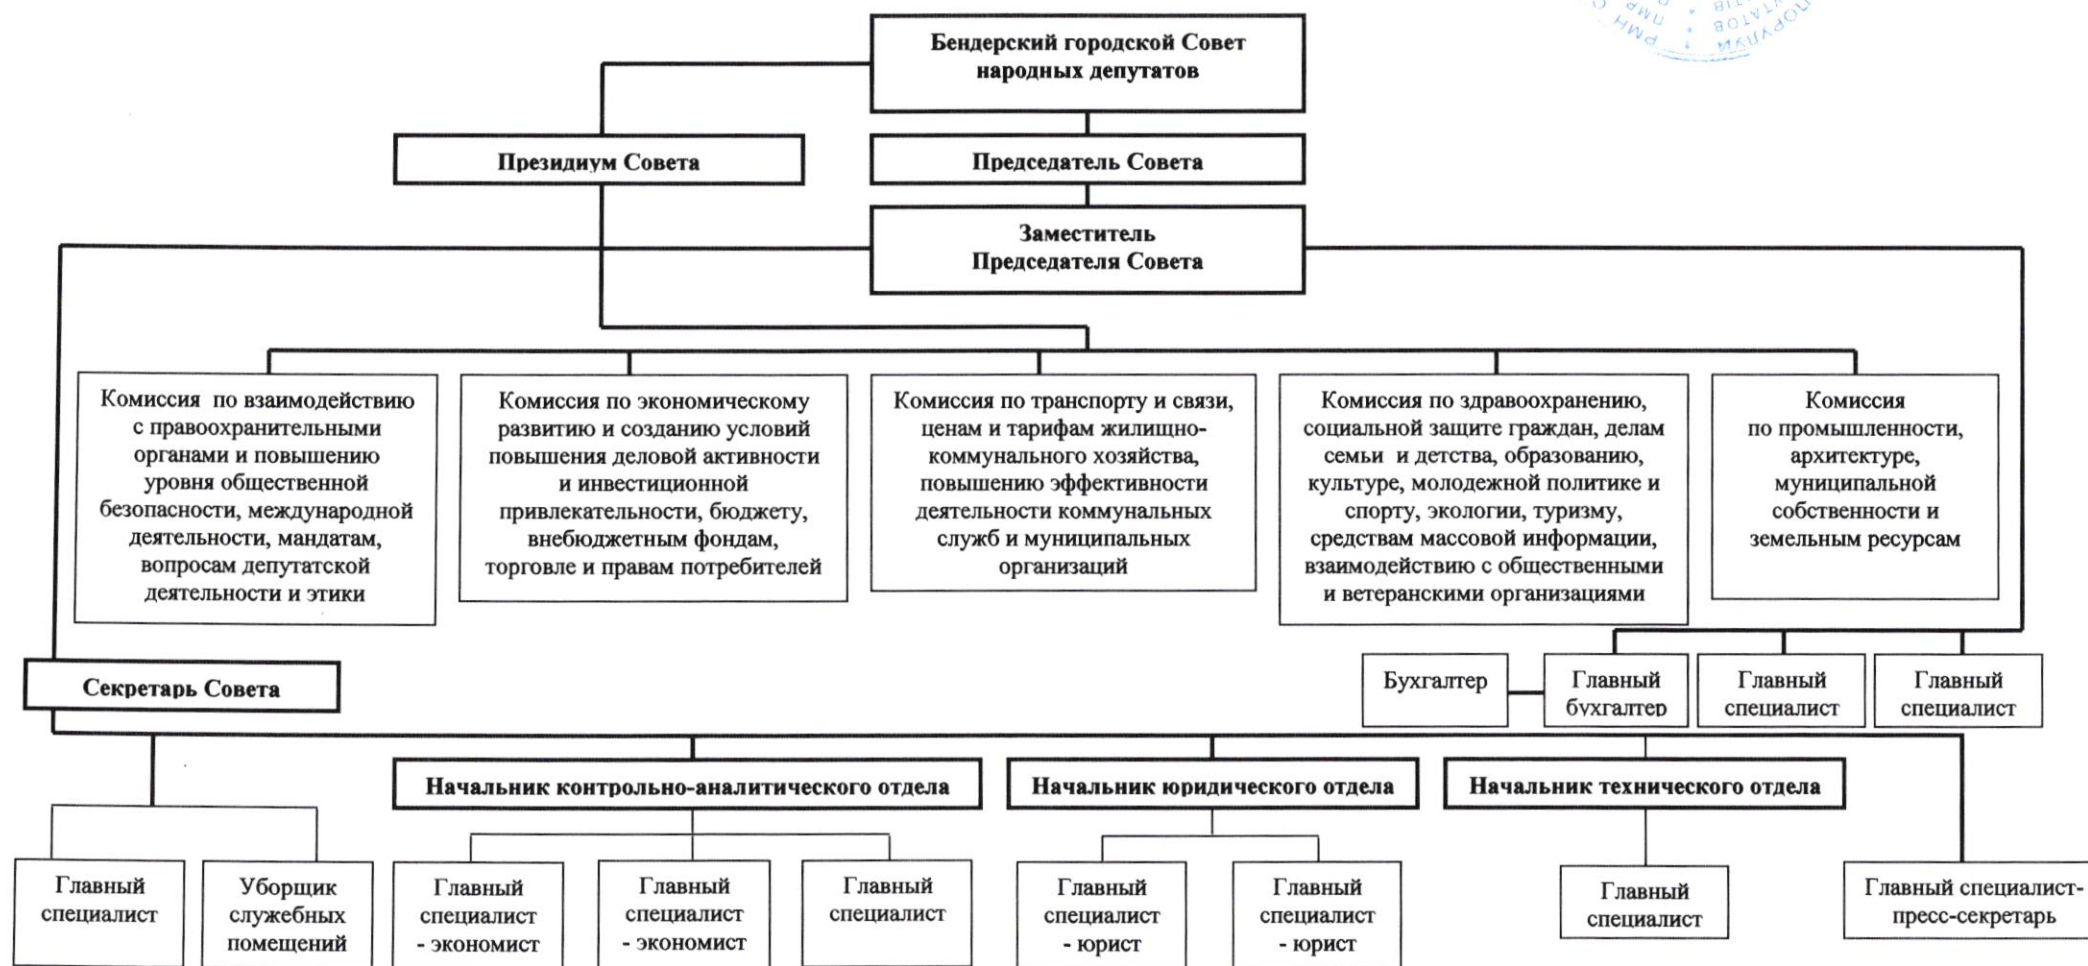 Бендерский городской Совет
народных депутатов
Президиум Совета
Председатель Совета
Заместитель
Председателя Совета
Комиссия по взаимодействию
с правоохранительными
органами и повышению
уровня общественной
безопасности, международной
деятельности, мандатам,
вопросам депутатской
деятельности и этики
Комиссия по экономическому
развитию и созданию условий
повышения деловой активности
и инвестиционной
привлекательности, бюджету,
внебюджетным фондам,
торговле и правам потребителей
Комиссия по транспорту и связи,
ценам и тарифам жилищно-
коммунального хозяйства,
повышению эффективности
деятельности коммунальных
служб и муниципальных
организаций
Комиссия по здравоохранению,
социальной защите граждан, делам
семьи и детства, образованию,
культуре, молодежной политике и
спорту, экологии, туризму,
средствам массовой информации,
взаимодействию с общественными
и ветеранскими организациями
Комиссия
по промышленности,
архитектуре,
муниципальной
собственности и
земельным ресурсам
Секретарь Совета
Бухгалтер
Главный
бухгалтер
Главный
специалист
Главный
специалист
Начальник контрольно-аналитического отдела
Начальник юридического отдела
Начальник технического отдела
Главный
специалист
Уборщик
служебных
помещений
Главный
специалист
- экономист
Главный
специалист
- экономист
Главный
специалист
Главный
специалист
- юрист
Главный
специалист
- юрист
Главный
специалист
Главный специалист-
пресс-секретарь